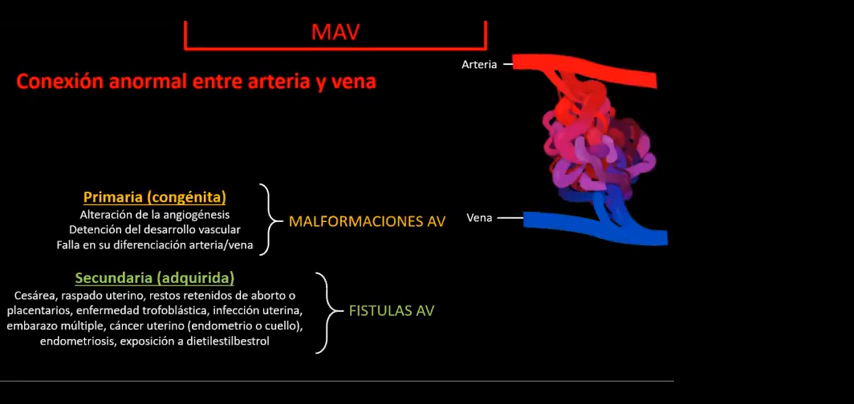 MAV
Conexión anormal entre arteria y vena
Arteria
Primaria (congénita)
Alteración de la angiogénesis
Detención del desarrollo vascular
Falla en su diferenciación arteria/vena
MALFORMACIONES AV
Vena
Secundaria (adquirida)
Cesárea, raspado uterino, restos retenidos de aborto o
placentarios, enfermedad trofoblástica, infección uterina,
embarazo múltiple, cáncer uterino (endometrio o cuello),
endometriosis, exposición a dietilestilbestrol
FISTULAS AV